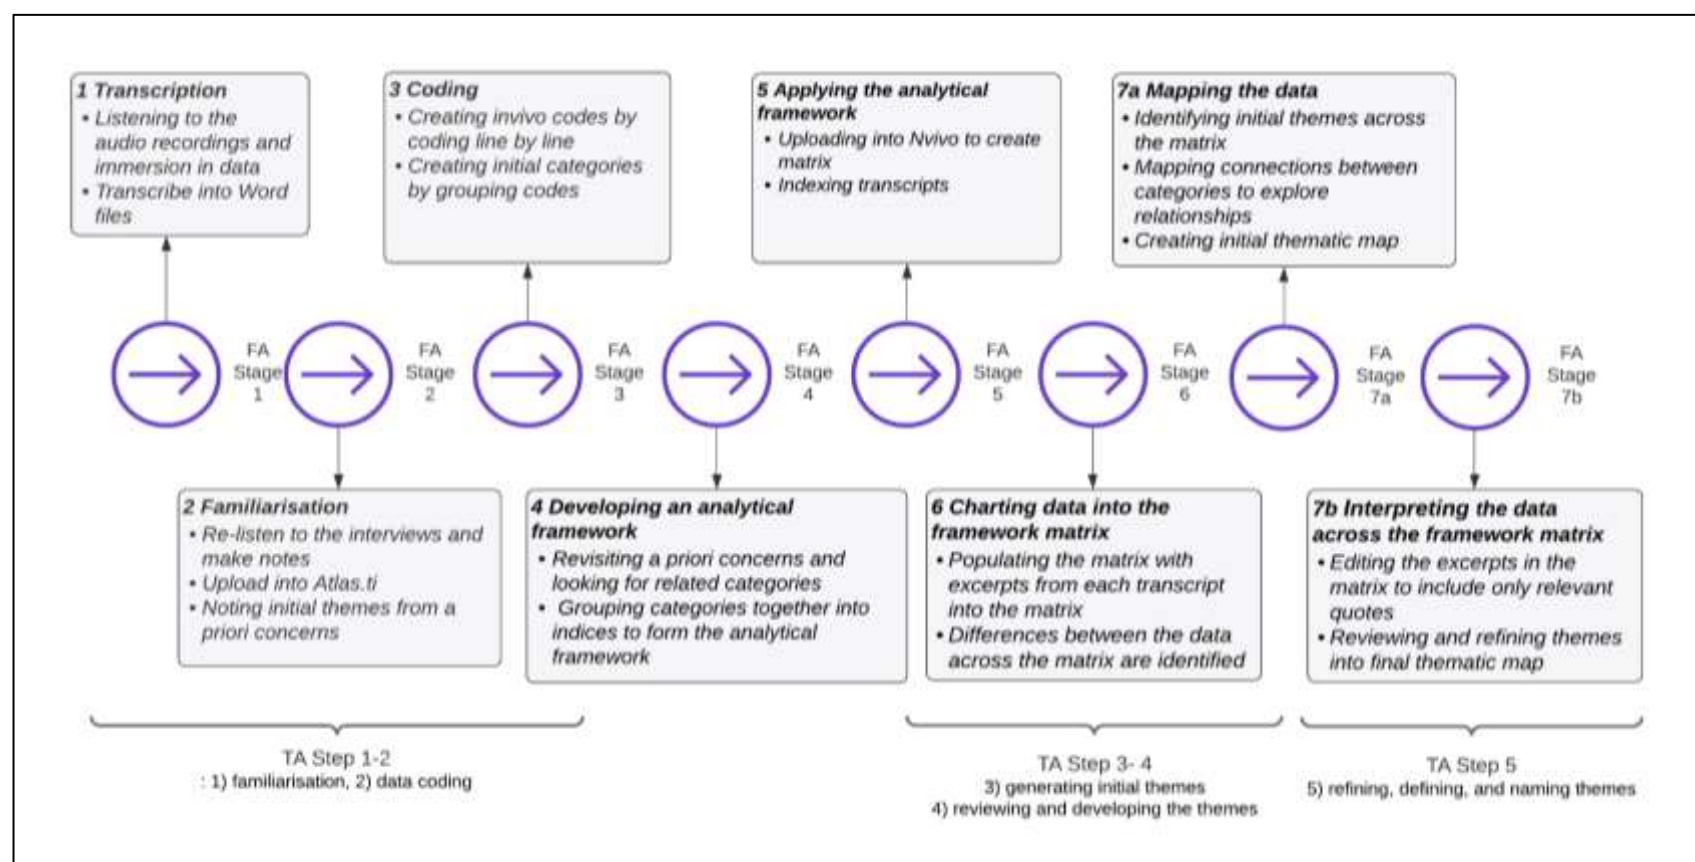 1 Transcription
• Listening to the
audio recordings and
immersion in data
• Transcribe into Word
files
3 Coding
• Creating invivo codes by
coding line by line
• Creating initial categories
by grouping codes
5 Applying the analytical
framework
• Uploading into Nvivo to create
matrix
• Indexing transcripts
7a Mapping the data
• Identifying initial themes across
the matrix
• Mapping connections between
categories to explore
relationships
• Creating initial thematic map
FA
Stage
1
FA
Stage
2
FA
Stage
3
FA
Stage
4
FA
Stage
5
FA
Stage
6
FA
Stage
7a
FA
Stage
7b
2 Familiarisation
• Re-listen to the interviews and
make notes
• Upload into Atlas.ti
• Noting initial themes from a
priori concerns
4 Developing an analytical
framework
• Revisiting a priori concerns and
looking for related categories
• Grouping categories together into
indices to form the analytical
framework
6 Charting data into the
framework matrix
• Populating the matrix with
excerpts from each transcript
into the matrix
• Differences between the data
across the matrix are identified
7b Interpreting the data
across the framework matrix
• Editing the excerpts in the
matrix to include only relevant
quotes
• Reviewing and refining themes
into final thematic map
TA Step 1-2
: 1) familiarisation, 2) data coding
TA Step 3- 4
3) generating initial themes
4) reviewing and developing the themes
TA Step 5
5) refining, defining, and naming themes